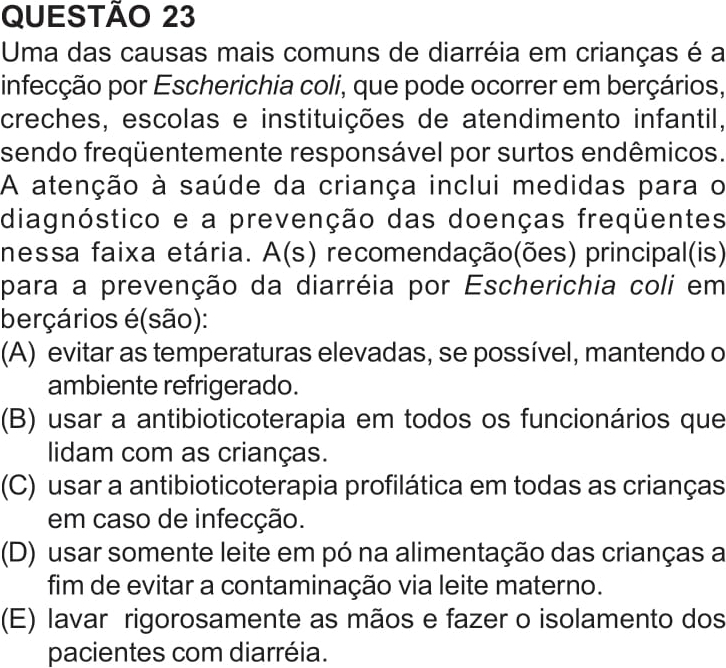 QUESTÃO 23
Uma das causas mais comuns de diarréia em crianças é a
infecção por Escherichia coli, que pode ocorrer em berçários,
creches, escolas e instituições de atendimento infantil,
sendo freqüentemente responsável por surtos endêmicos.
A atenção à saúde da criança inclui medidas para o
diagnóstico e a prevenção das doenças freqüentes
nessa faixa etária. A(s) recomendação(ões) principal(is)
para a prevenção da diarréia por Escherichia coli em
berçários é(são):
(A) evitar as temperaturas elevadas, se possível, mantendo o
ambiente refrigerado.
(B) usar a antibioticoterapia em todos os funcionários que
lidam com as crianças.
(C) usar a antibioticoterapia profilática em todas as crianças
em caso de infecção.
(D) usar somente leite em pó na alimentação das crianças a
fim de evitar a contaminação via leite materno.
(E) lavar rigorosamente as mãos e fazer o isolamento dos
pacientes com diarréia.